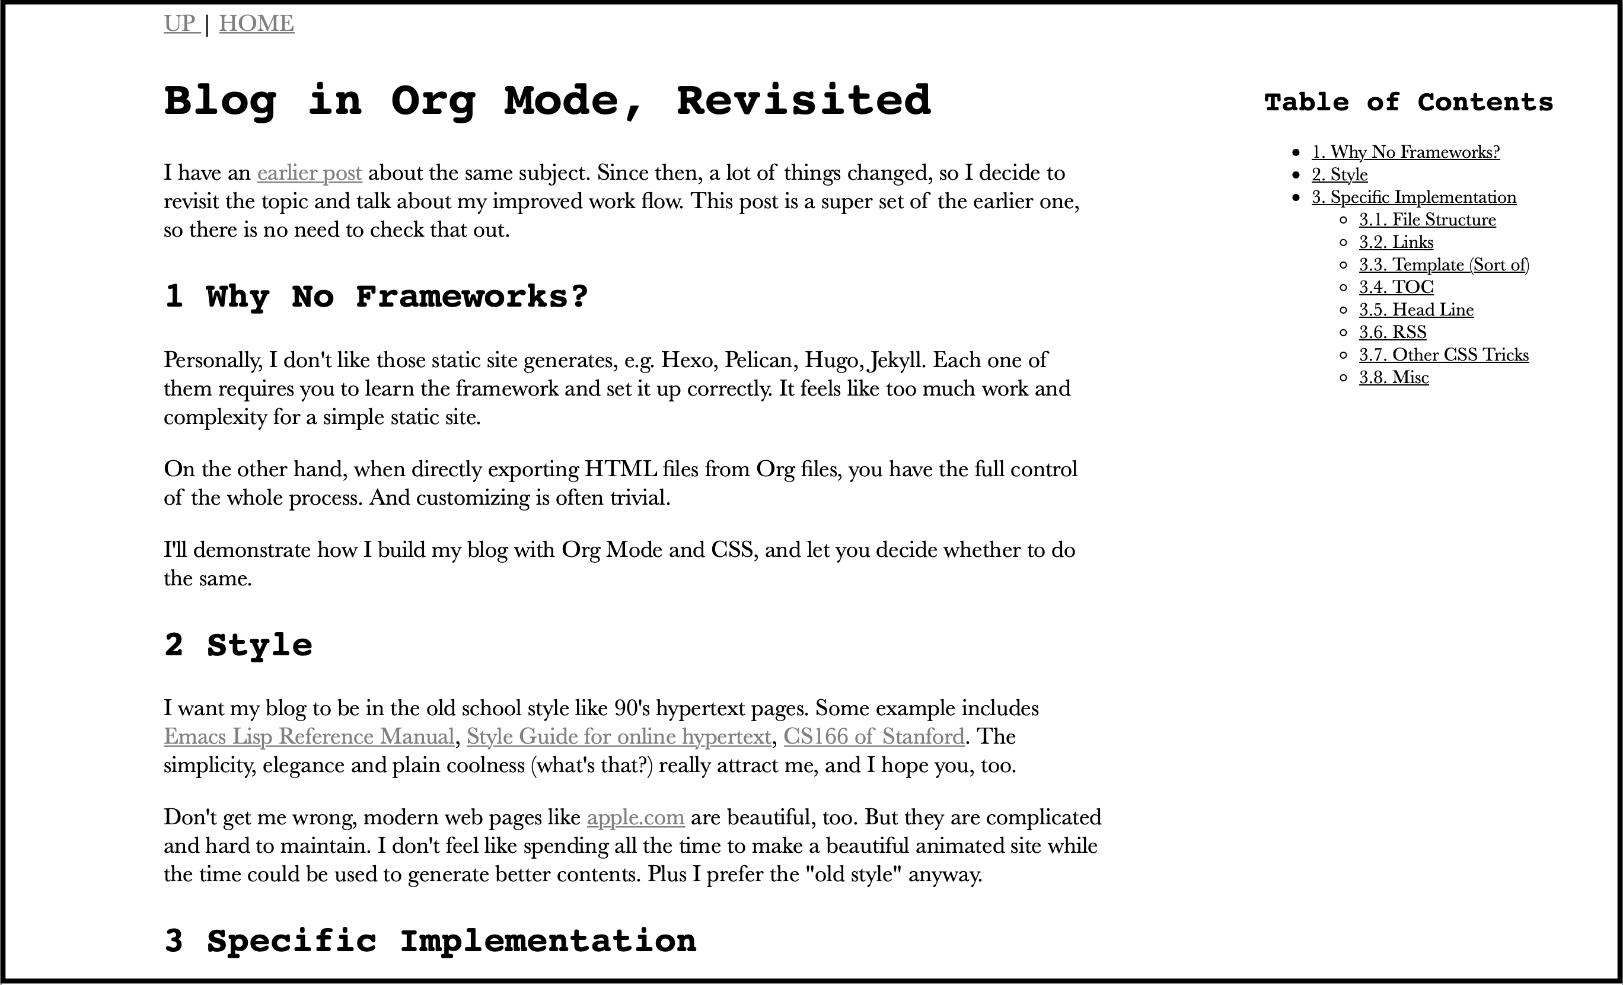 UP | HOME
Blog in Org Mode, Revisited
I have an earlier post about the same subject. Since then, a lot of things changed, so I decide to
revisit the topic and talk about my improved work flow. This post is a super set of the earlier one,
so there is no need to check that out.
1 Why No Frameworks?
Personally, I don't like those static site generates, e.g. Hexo, Pelican, Hugo, Jekyll. Each one of
them requires you to learn the framework and set it up correctly. It feels like too much work and
complexity for a simple static site.
On the other hand, when directly exporting HTML files from Org files, you have the full control
of the whole process. And customizing is often trivial.
I'll demonstrate how I build my blog with Org Mode and CSS, and let you decide whether to do
the same.
2 Style
I want my blog to be in the old school style like 90's hypertext pages. Some example includes
Emacs Lisp Reference Manual, Style Guide for online hypertext, CS166 of Stanford. The
simplicity, elegance and plain coolness (what's that?) really attract me, and I hope you, too.
Don't get me wrong, modern web pages like apple.com are beautiful, too. But they are complicated
and hard to maintain. I don't feel like spending all the time to make a beautiful animated site while
the time could be used to generate better contents. Plus I prefer the "old style" anyway.
3 Specific Implementation
Table of Contents
1. Why No Frameworks?
2. Style
3. Specific Implementation
3.1. File Structure
3.2. Links
3.3. Template (Sort of)
3.4. TOC
3.5. Head Line
3.6. RSS
3.7. Other CSS Tricks
3.8. Misc